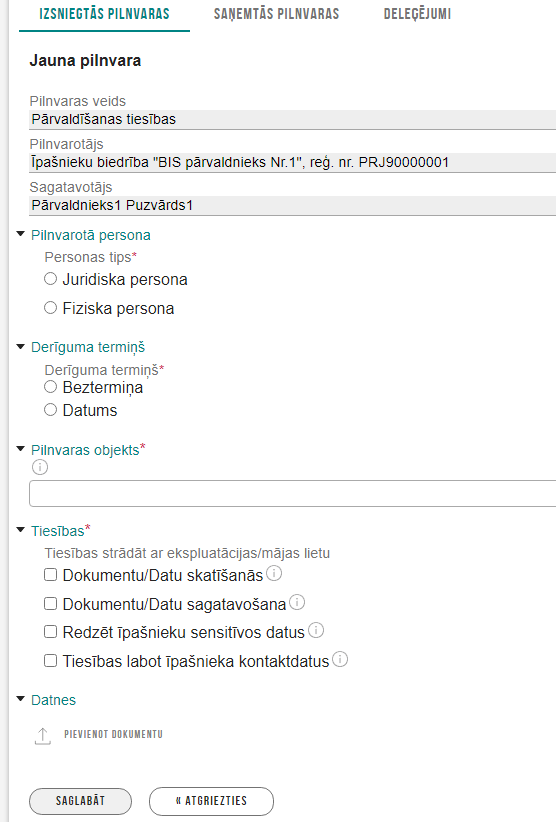 IZSNIEGTĀS PILNVARAS SAŅEMTĀS PILNVARAS DELEĢĒJUMI
Jauna pilnvara
Pilnvaras veids
Pārvaldīšanas tiesības
Pilnvarotājs
Īpašnieku biedrība "BIS pārvaldnieks Nr.1", reģ. nr. PRJ90000001
Sagatavotājs
Pārvaldnieks1 Puzvārds1
Pilnvarotā persona
Personas tips*
Juridiska persona
Fiziska persona
Derīguma termiņš
Derīguma termiņš*
Beztermiņa
Datums
Pilnvaras objekts*
Tiesības*
Tiesības strādāt ar ekspluatācijas/mājas lietu
Dokumentu/Datu skatīšanās
Dokumentu/Datu sagatavošana
Redzēt īpašnieku sensitīvos datus
Tiesības labot īpašnieka kontaktdatus
Datnes
PIEVIENOT DOKUMENTU
SAGLABĀT « ATGRIEZTIES